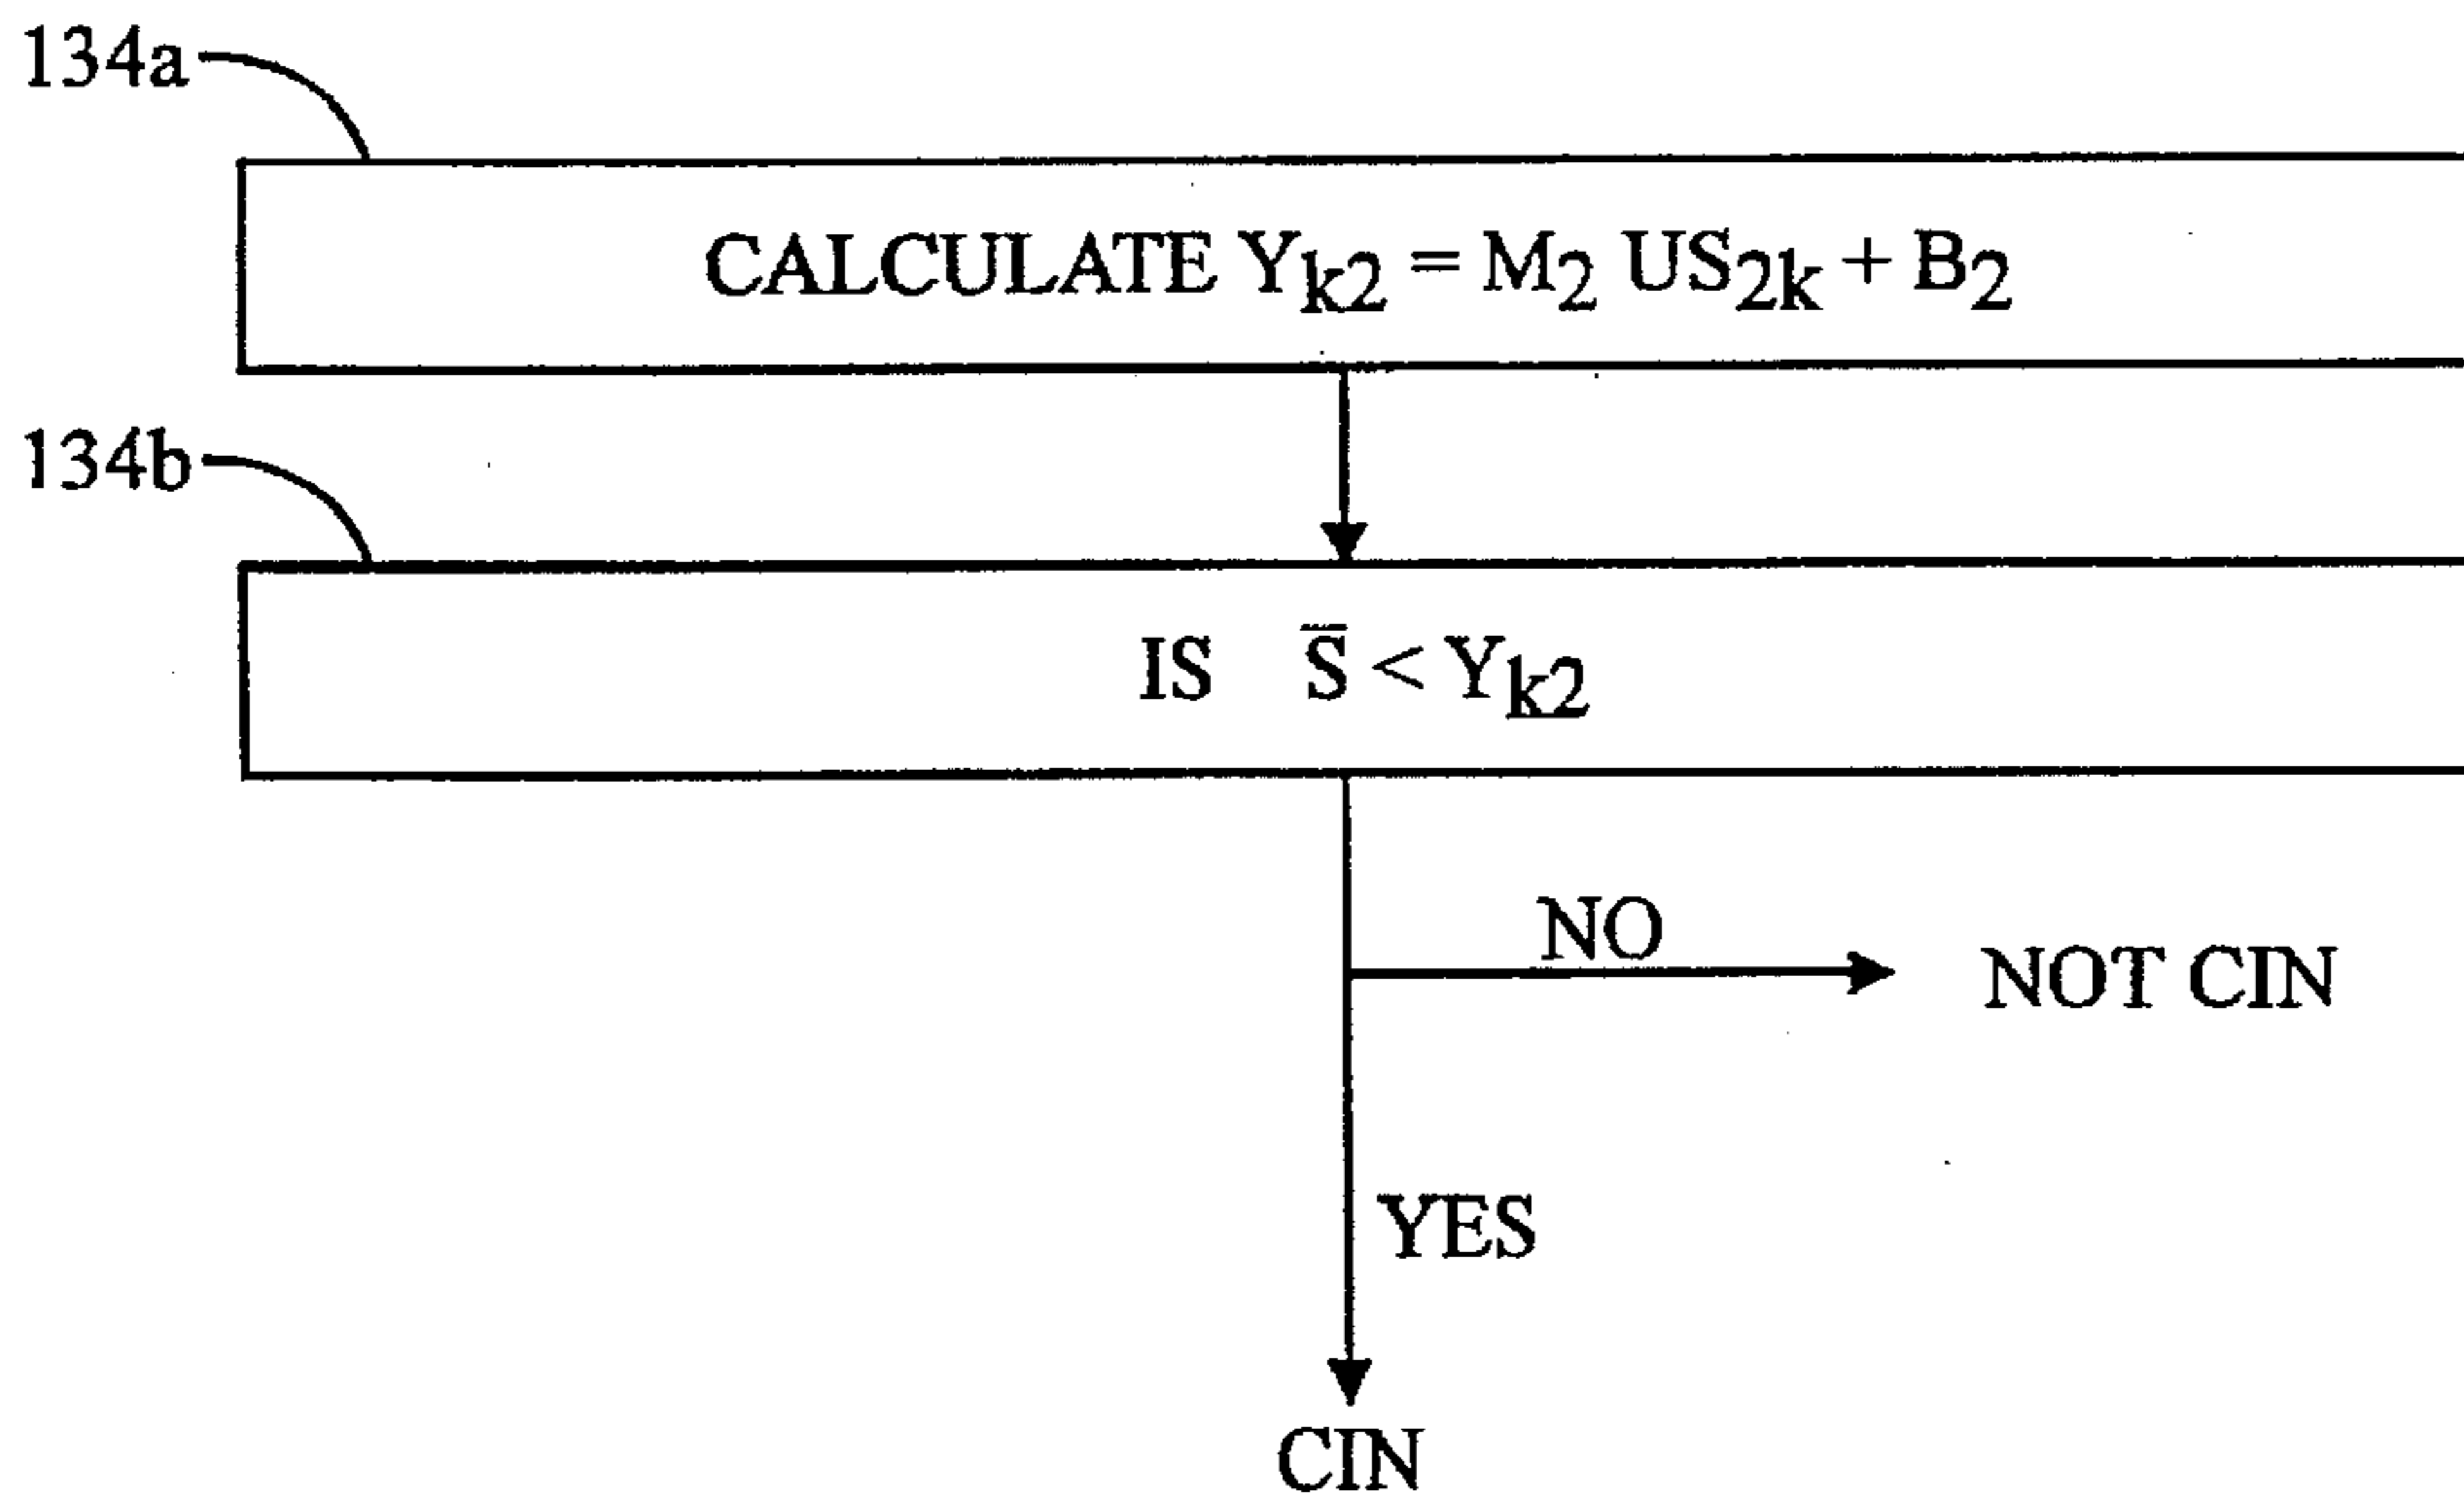 134a
CALCULATE Yk2 = M2 US2k + B2
134b
IS S̅ < Yk2
NO
NOT CIN
YES
CIN